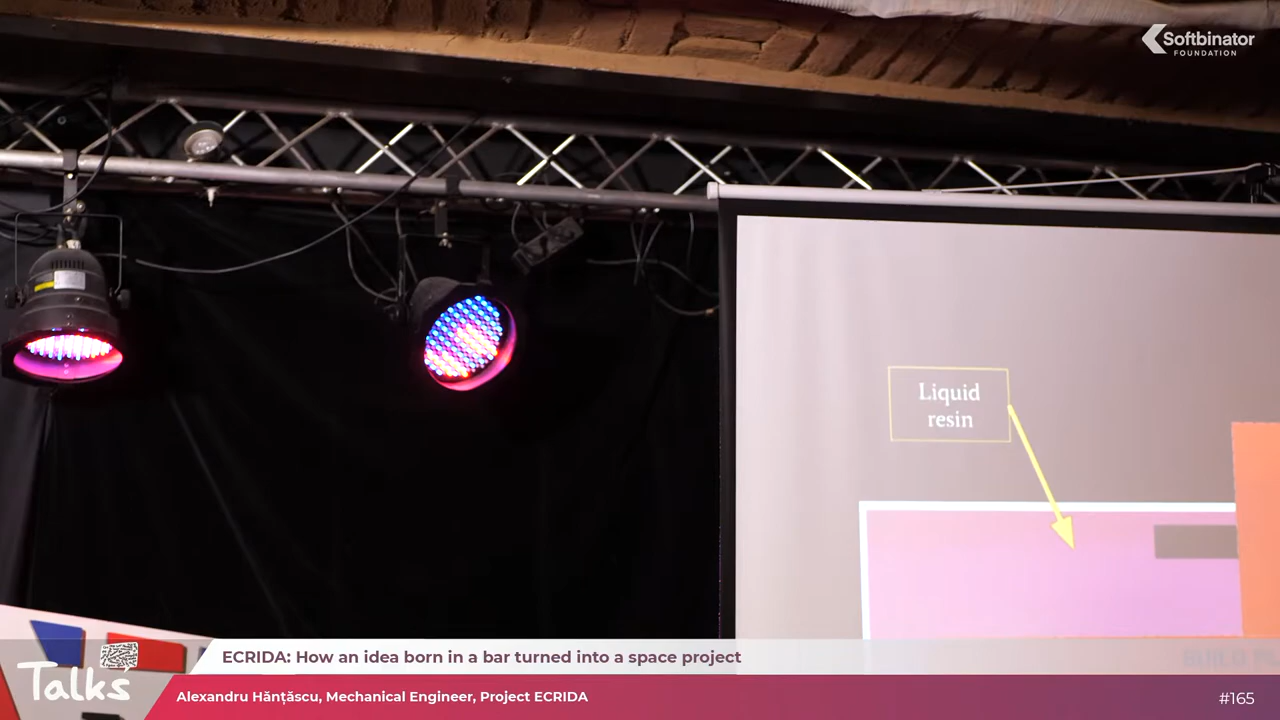 Softbinator
FOUNDATION
Liquid
resin
BUILD
Talks
ECRIDA: How an idea born in a bar turned into a space project
Alexandru Hănțăscu, Mechanical Engineer, Project ECRIDA
#165